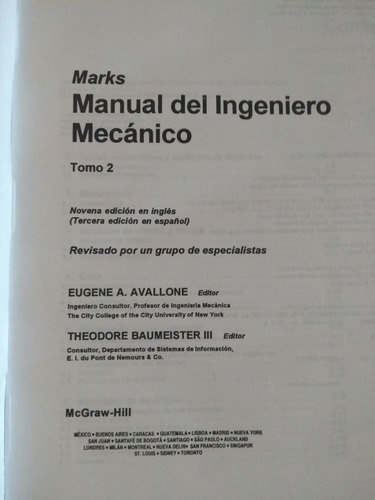 Marks
Manual del Ingeniero
Mecánico
Tomo 2
Novena edición en inglés
(Tercera edición en español)
Revisado por un grupo de especialistas
EUGENE A. AVALLONE Editor
Ingeniero Consultor. Profesor de Ingeniería Mecánica
The City College of the City University of New York
THEODORE BAUMEISTER III Editor
Consultor, Departamento de Sistemas de Información,
E. I. du Pont de Nemours & Co.
McGraw-Hill
MÉXICO • BUENOS AIRES • CARACAS • GUATEMALA • LISBOA • MADRID • NUEVA YORK
SAN JUAN • SANTAFÉ DE BOGOTÁ • SANTIAGO • SÃO PAULO • AUCKLAND
LONDRES • MILÁN • MONTREAL • NUEVA DELHI • SAN FRANCISCO • SINGAPUR
ST. LOUIS • SIDNEY • TORONTO